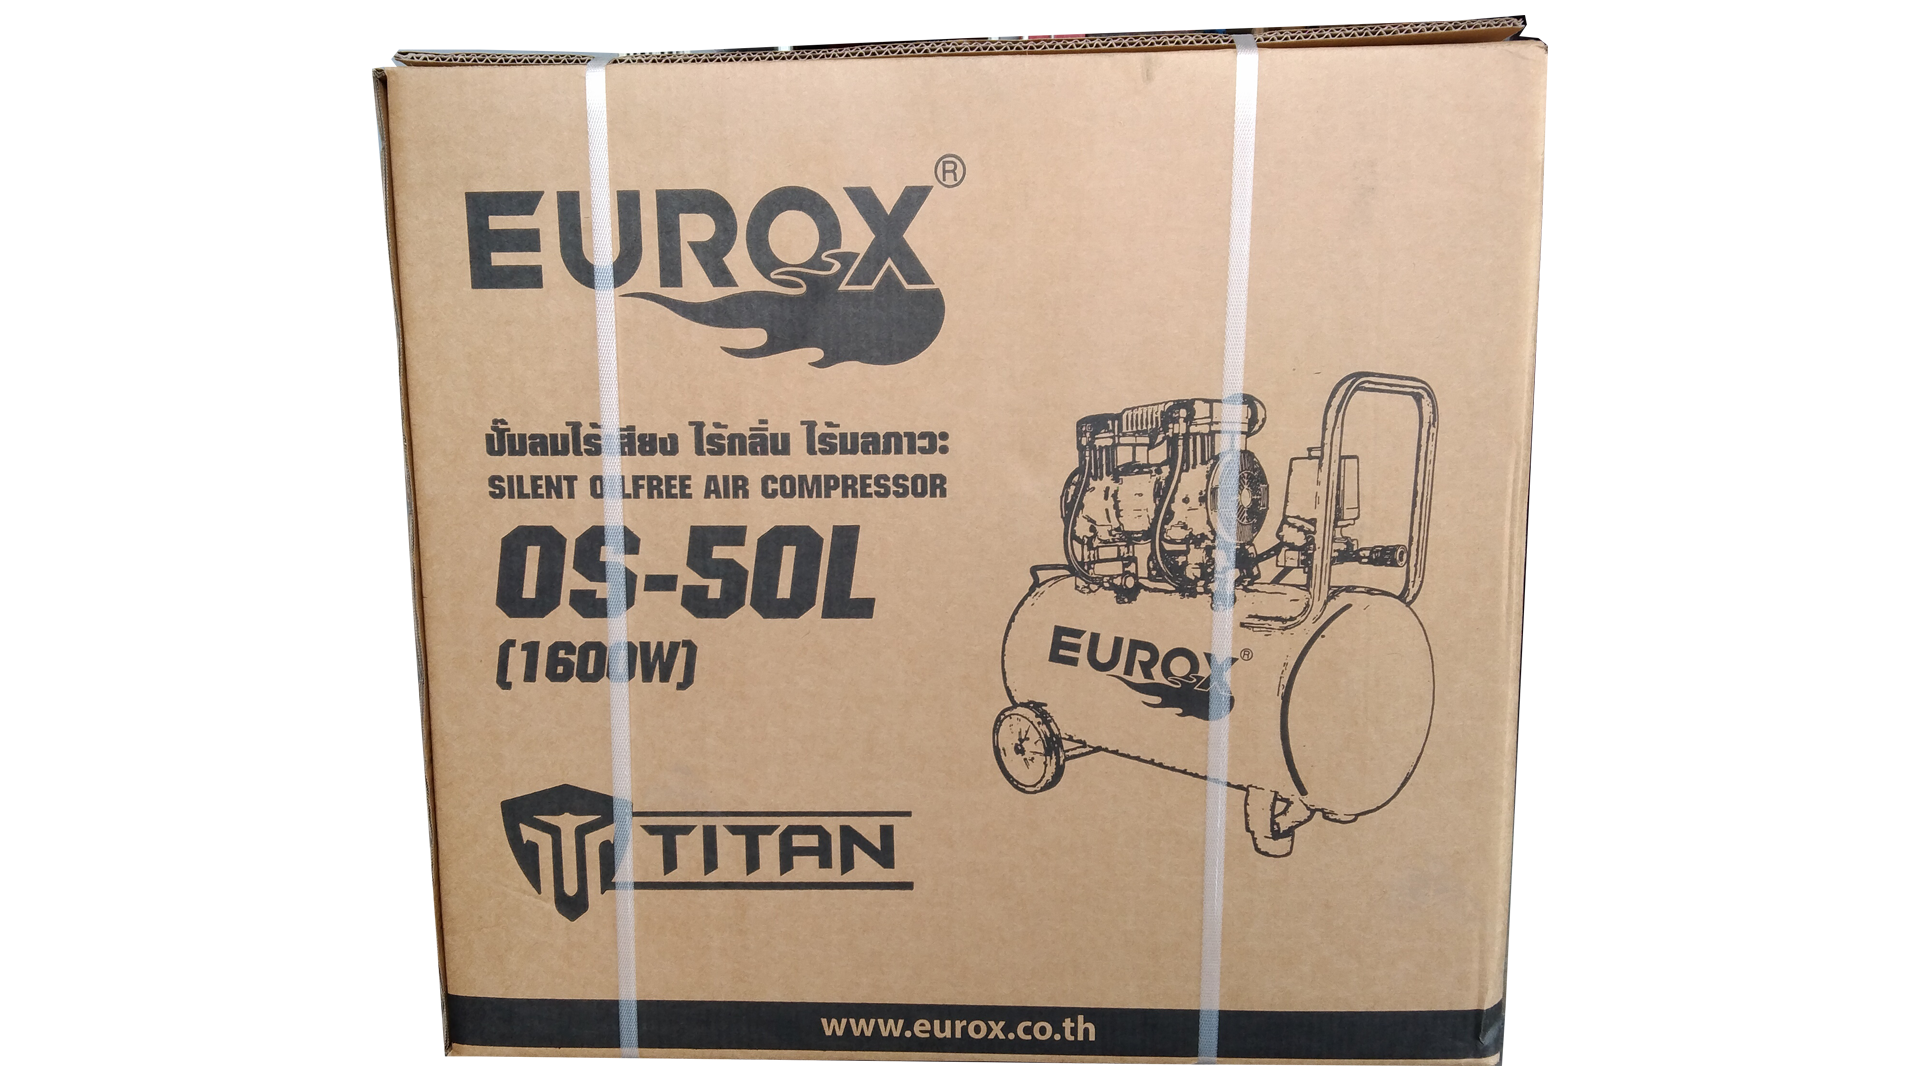 EUROX®
ปั๊มลมไร้เสียง ไร้กลิ่น ไร้มลภาวะ
SILENT OILFREE AIR COMPRESSOR
OS-50L
(1600W)
EUROX®
TITAN
www.eurox.co.th